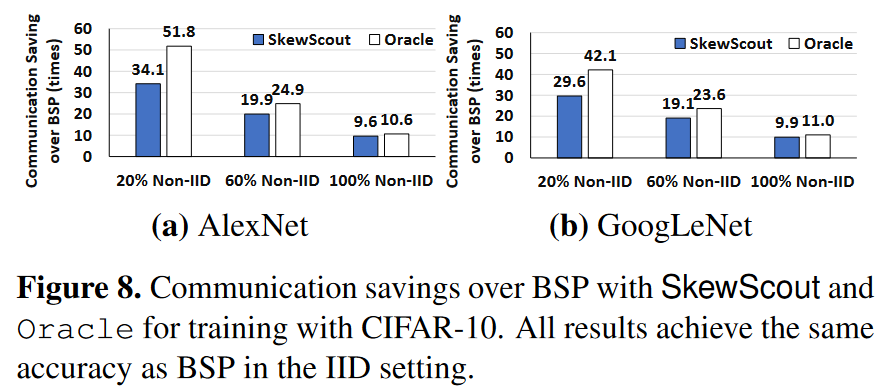 Communication Saving
over BSP (times)
60
50
40
30
20
10
0
SkewScout Oracle
34.1 51.8
19.9 24.9
9.6 10.6
20% Non-IID 60% Non-IID 100% Non-IID
(a) AlexNet
Communication Saving
over BSP (times)
60
50
40
30
20
10
0
SkewScout Oracle
29.6 42.1
19.1 23.6
9.9 11.0
20% Non-IID 60% Non-IID 100% Non-IID
(b) GoogLeNet
Figure 8. Communication savings over BSP with SkewScout and
Oracle for training with CIFAR-10. All results achieve the same
accuracy as BSP in the IID setting.